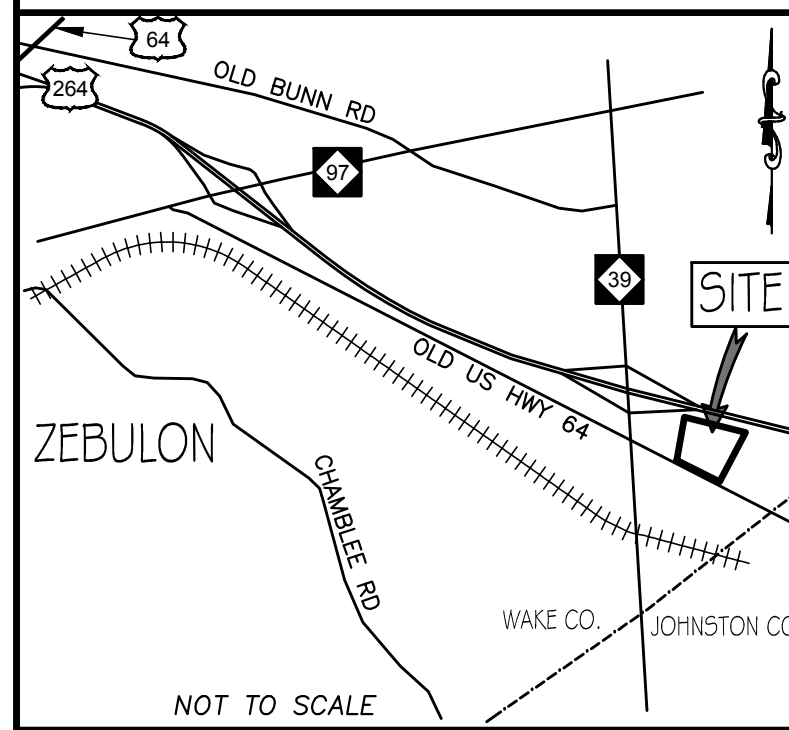 64
264
OLD BUNN RD
97
39
SITE
OLD US HWY 64
ZEBULON
CHAMBLEE RD
WAKE CO.
JOHNSTON CO
NOT TO SCALE